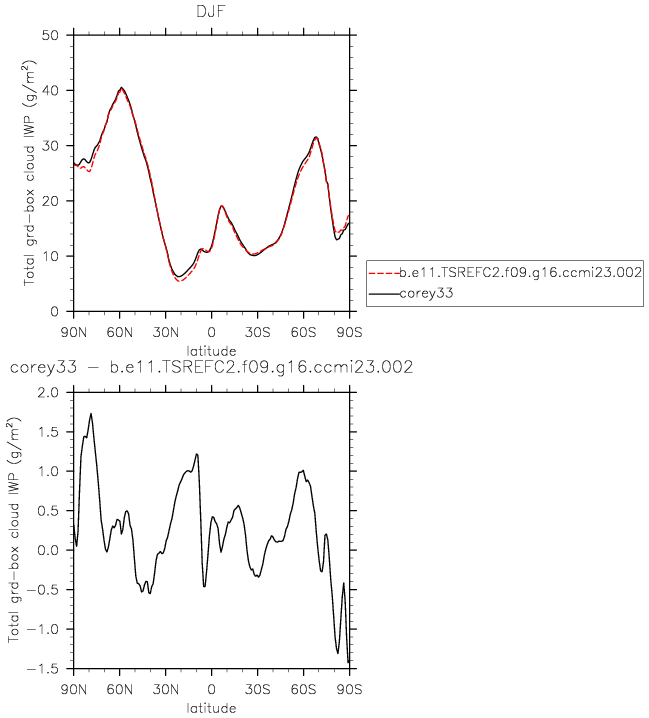 DJF
Total grd-box cloud IWP (g/m²)
50
40
30
20
10
0
90N 60N 30N 0 30S 60S 90S
latitude
b.e11.TSREFC2.f09.g16.ccmi23.002
corey33
corey33 - b.e11.TSREFC2.f09.g16.ccmi23.002
Total grd-box cloud IWP (g/m²)
2.0
1.5
1.0
0.5
0.0
-0.5
-1.0
-1.5
90N 60N 30N 0 30S 60S 90S
latitude